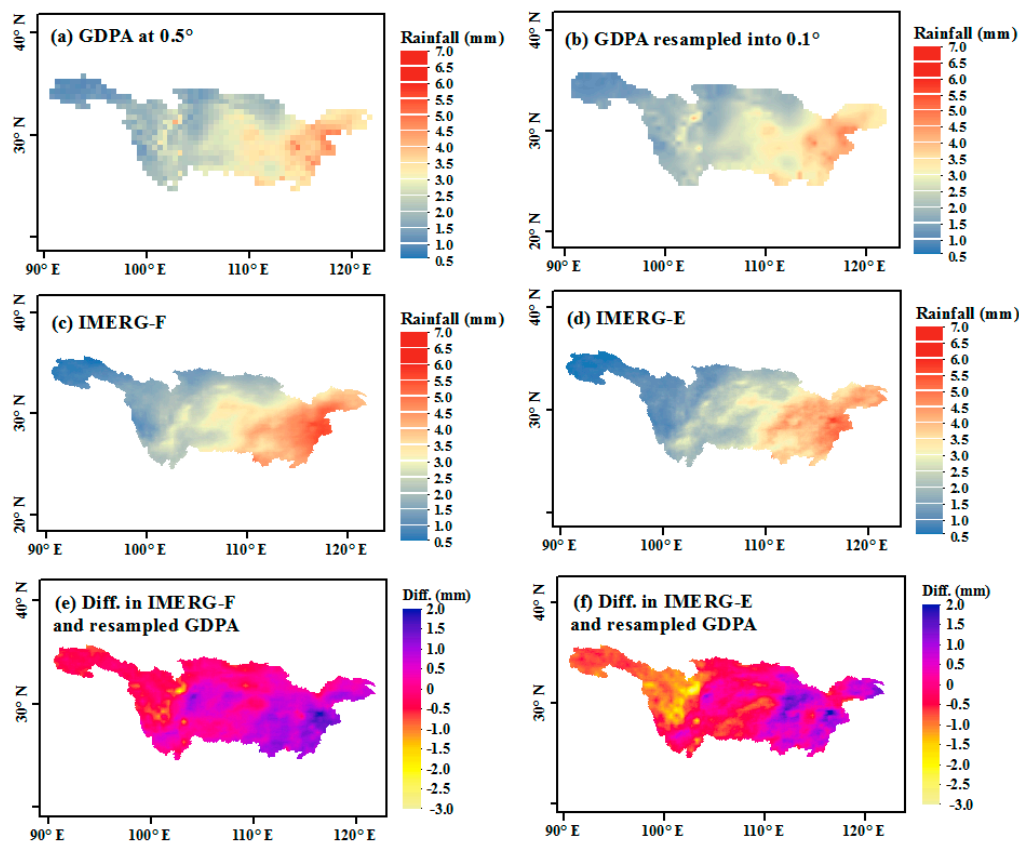 (a) GDPA at 0.5°
40° N
30° N
90° E
100° E
110° E
120° E
Rainfall (mm)
7.0
6.5
6.0
5.5
5.0
4.5
4.0
3.5
3.0
2.5
2.0
1.5
1.0
0.5
(b) GDPA resampled into 0.1°
40° N
30° N
20° N
90° E
100° E
110° E
120° E
Rainfall (mm)
7.0
6.5
6.0
5.5
5.0
4.5
4.0
3.5
3.0
2.5
2.0
1.5
1.0
0.5
(c) IMERG-F
40° N
30° N
20° N
90° E
100° E
110° E
120° E
Rainfall (mm)
7.0
6.5
6.0
5.5
5.0
4.5
4.0
3.5
3.0
2.5
2.0
1.5
1.0
0.5
(d) IMERG-E
40° N
30° N
90° E
100° E
110° E
120° E
Rainfall (mm)
7.0
6.5
6.0
5.5
5.0
4.5
4.0
3.5
3.0
2.5
2.0
1.5
1.0
0.5
(e) Diff. in IMERG-F
and resampled GDPA
40° N
30° N
90° E
100° E
110° E
120° E
Diff. (mm)
2.0
1.5
1.0
0.5
0
-0.5
-1.0
-1.5
-2.0
-2.5
-3.0
(f) Diff. in IMERG-E
and resampled GDPA
40° N
30° N
90° E
100° E
110° E
120° E
Diff. (mm)
2.0
1.5
1.0
0.5
0
-0.5
-1.0
-1.5
-2.0
-2.5
-3.0